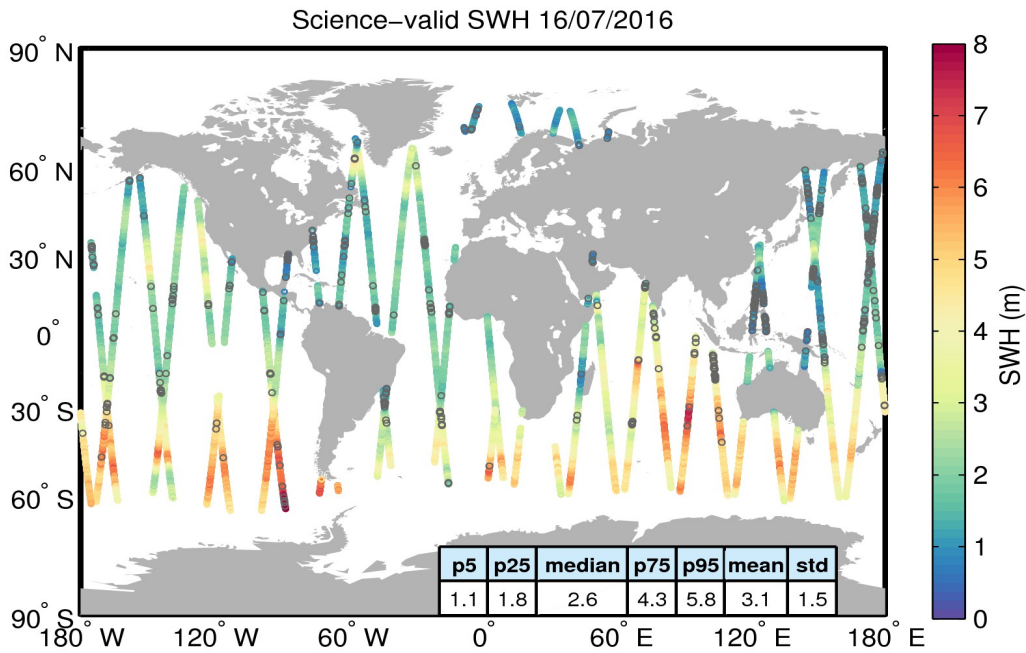 Science−valid SWH 16/07/2016
90° N
60° N
30° N
0°
30° S
60° S
90° S
180° W
120° W
60° W
0°
60° E
120° E
180° E
p5 p25 median p75 p95 mean std
1.1 1.8 2.6 4.3 5.8 3.1 1.5
8
7
6
5
4
3
2
1
0
SWH (m)